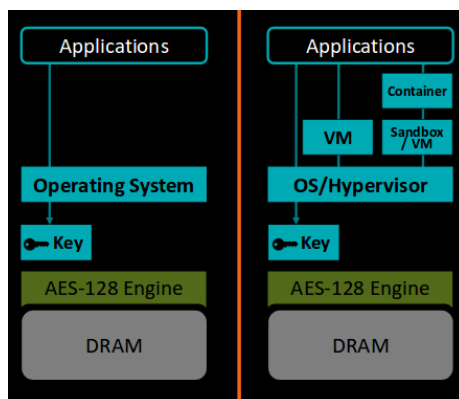 Applications
Operating System
Key
AES-128 Engine
DRAM
Applications
Container
VM
Sandbox
/ VM
OS/Hypervisor
Key
AES-128 Engine
DRAM